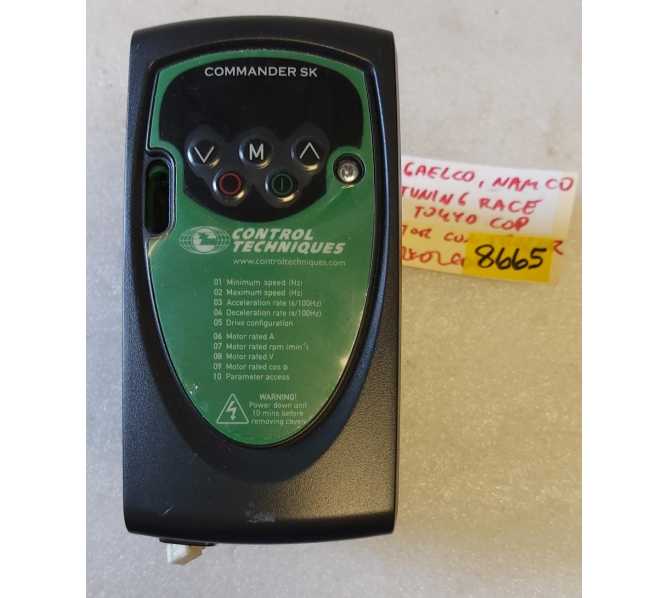 COMMANDER SK
M
CONTROL
TECHNIQUES
www.controltechniques.com
01 Minimum speed (Hz)
02 Maximum speed (Hz)
03 Acceleration rate (s/100Hz)
04 Deceleration rate (s/100Hz)
05 Drive configuration
06 Motor rated A
07 Motor rated rpm (min⁻¹)
08 Motor rated V
09 Motor rated cos φ
10 Parameter access
WARNING!
Power down unit
10 mins before
removing covers
GAELCO, NAMCO
TUNING RACE
TOKYO COP
8665